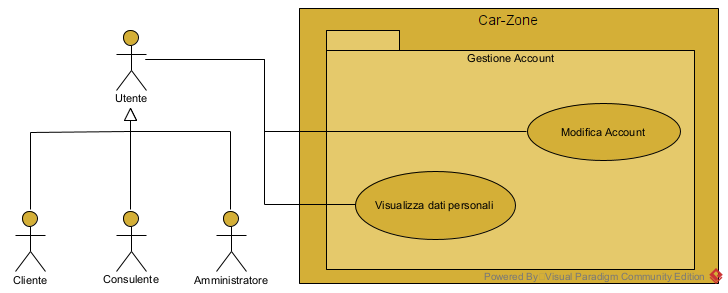 Car-Zone
Gestione Account
Utente
Modifica Account
Visualizza dati personali
Cliente
Consulente
Amministratore
Powered By Visual Paradigm Community Edition